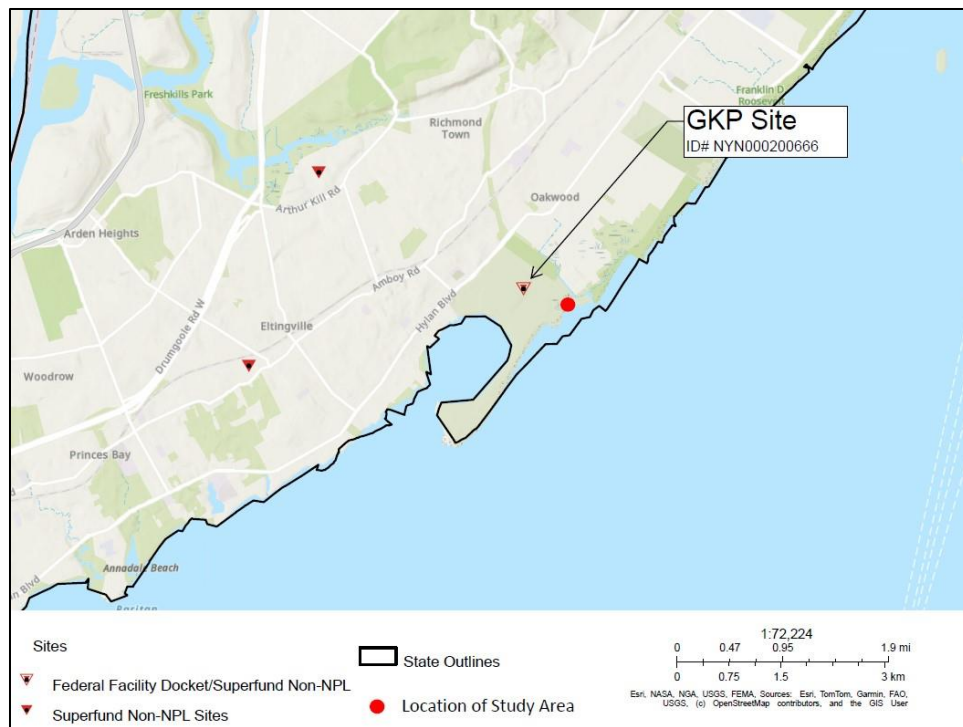 Freshkills Park
Franklin D.
Roosevelt
Richmond
Town
GKP Site
ID# NYN000200666
Arthur Kill Rd
Oakwood
Arden Heights
Amboy Rd
Drumgoole Rd W
Hylan Blvd
Eltingville
Woodrow
Princes Bay
Annadale Beach
n Blvd
Raritan
Sites
Federal Facility Docket/Superfund Non-NPL
Superfund Non-NPL Sites
State Outlines
Location of Study Area
1:72,224
0 0.47 0.95 1.9 mi
0 0.75 1.5 3 km
Esri, NASA, NGA, USGS, FEMA, Sources: Esri, TomTom, Garmin, FAO,
USGS, (c) OpenStreetMap contributors, and the GIS User